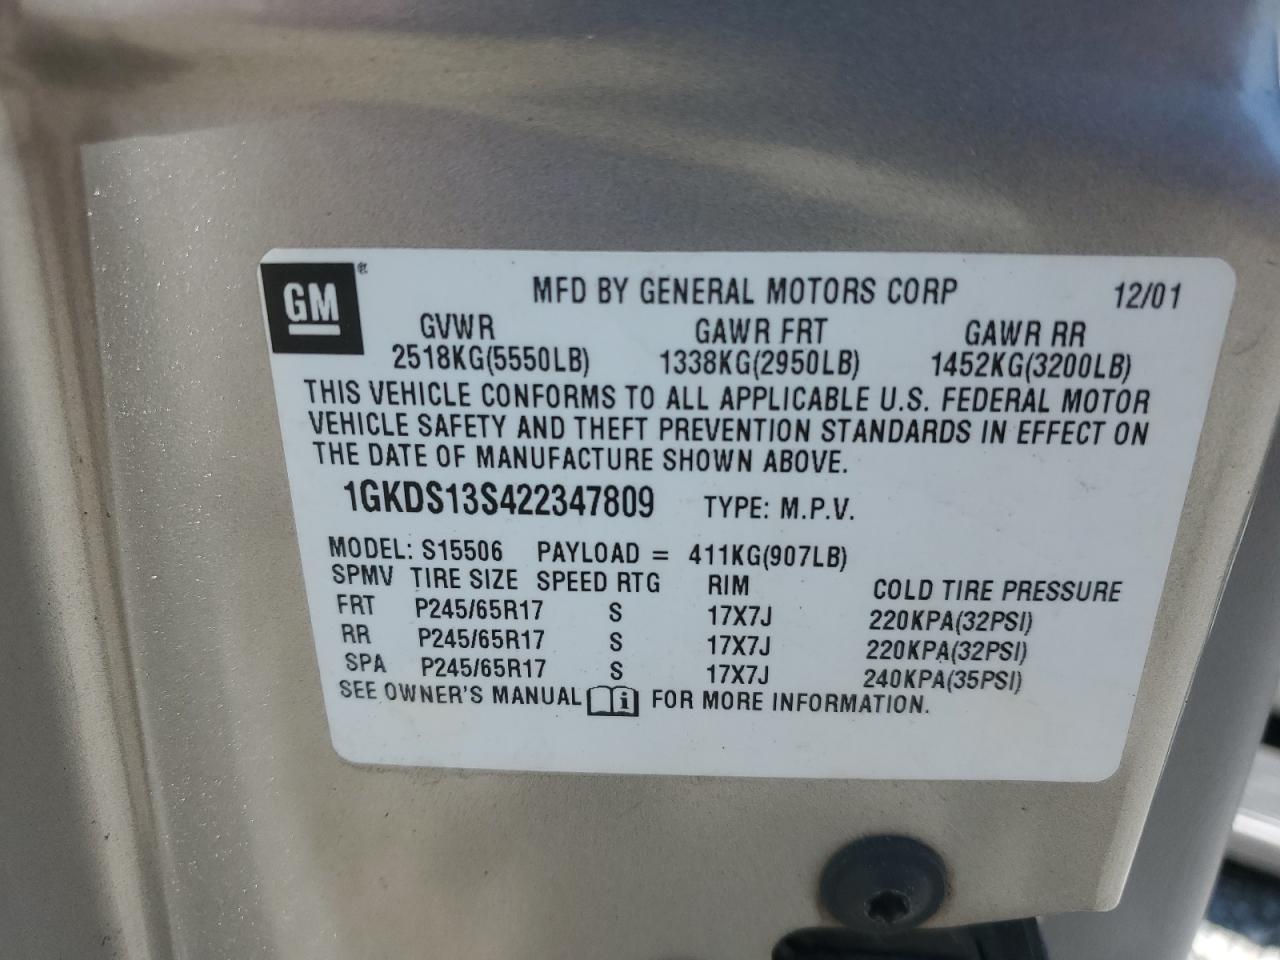 GM ®
MFD BY GENERAL MOTORS CORP 12/01
GVWR GAWR FRT GAWR RR
2518KG(5550LB) 1338KG(2950LB) 1452KG(3200LB)
THIS VEHICLE CONFORMS TO ALL APPLICABLE U.S. FEDERAL MOTOR
VEHICLE SAFETY AND THEFT PREVENTION STANDARDS IN EFFECT ON
THE DATE OF MANUFACTURE SHOWN ABOVE.
1GKDS13S422347809 TYPE: M.P.V.
MODEL: S15506 PAYLOAD = 411KG(907LB)
SPMV TIRE SIZE SPEED RTG RIM COLD TIRE PRESSURE
FRT P245/65R17 S 17X7J 220KPA(32PSI)
RR P245/65R17 S 17X7J 220KPA(32PSI)
SPA P245/65R17 S 17X7J 240KPA(35PSI)
SEE OWNER'S MANUAL i FOR MORE INFORMATION.